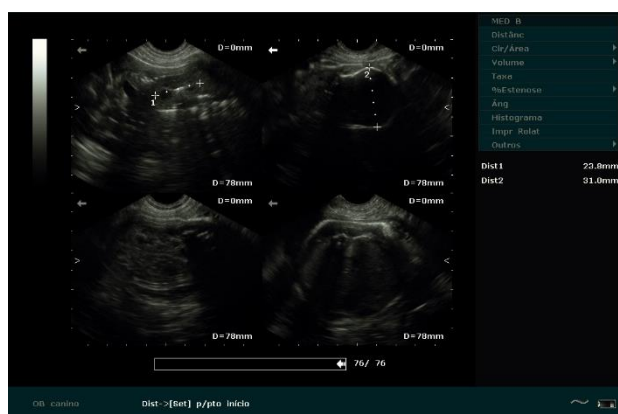 D=0mm
D=0mm
1
2
D=78mm
D=78mm
D=0mm
D=0mm
D=78mm
D=78mm
76/ 76
MED B
Distânc
Cir/Área
Volume
Taxa
%Estenose
Âng
Histograma
Impr Relat
Outros
Dist1 23.8mm
Dist2 31.0mm
OB canino Dist->[Set] p/pto início